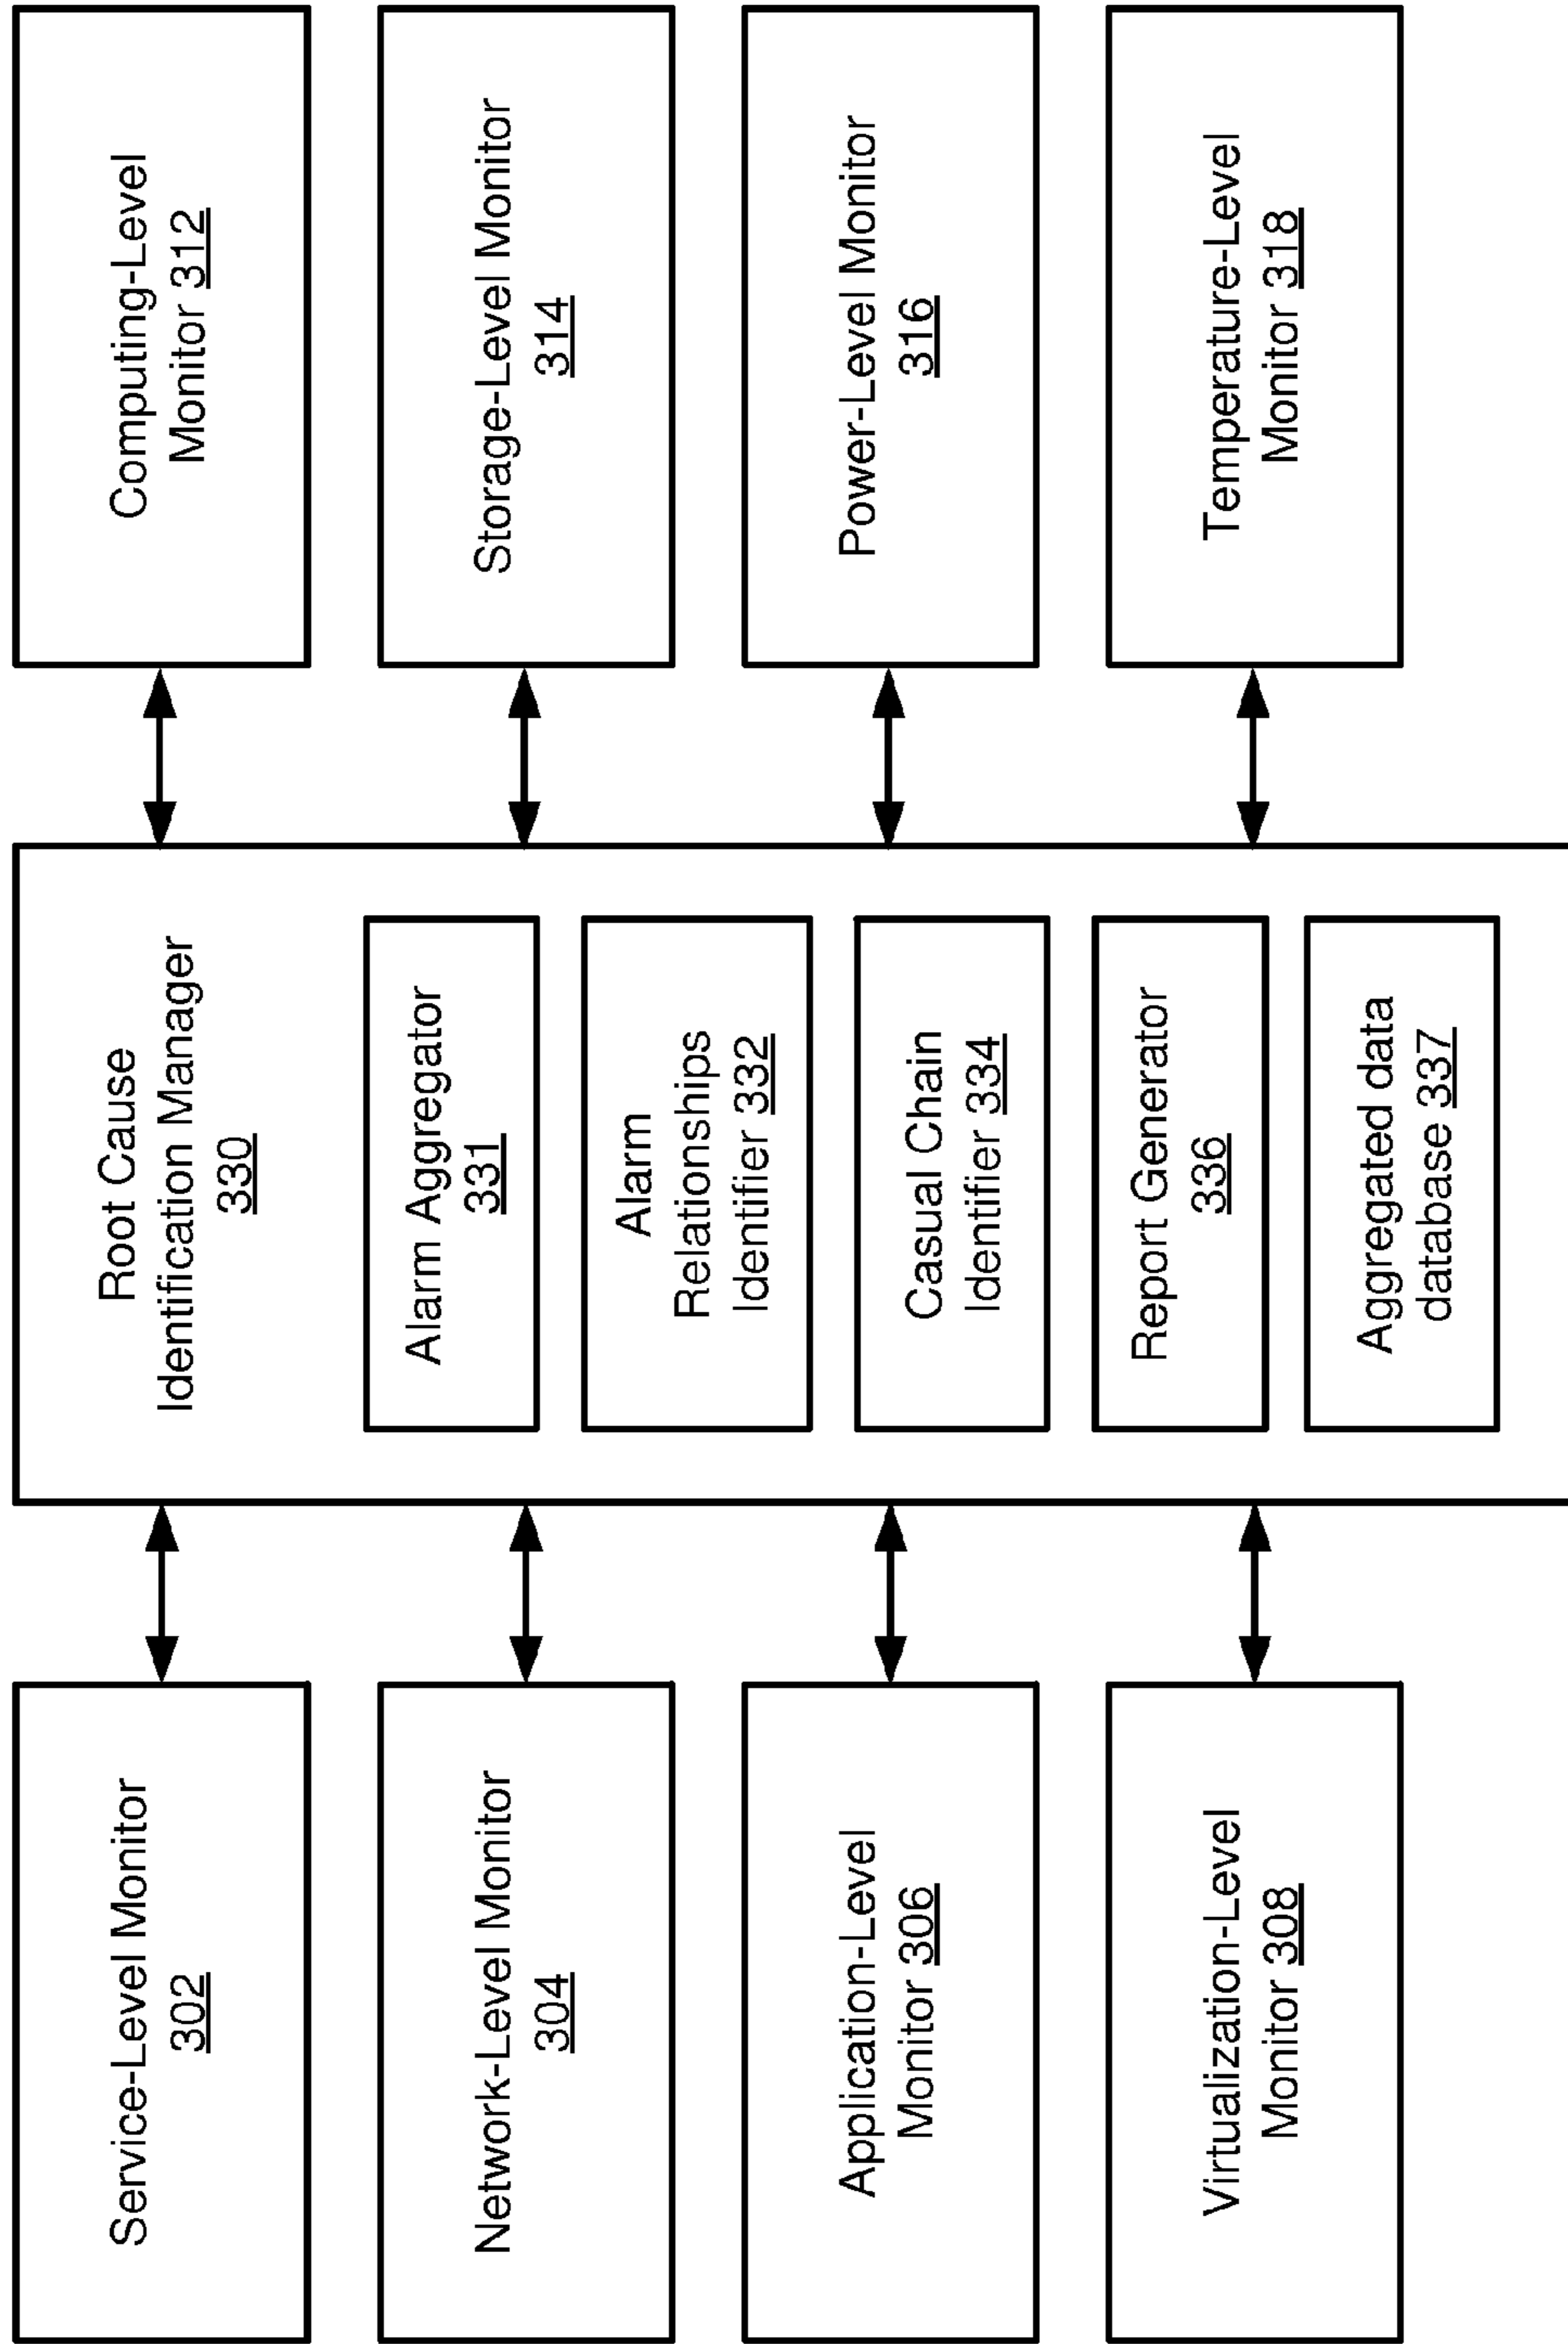 Service-Level Monitor
302
Network-Level Monitor
304
Application-Level
Monitor 306
Virtualization-Level
Monitor 308
Root Cause
Identification Manager
330
Alarm Aggregator
331
Alarm
Relationships
Identifier 332
Casual Chain
Identifier 334
Report Generator
336
Aggregated data
database 337
Computing-Level
Monitor 312
Storage-Level Monitor
314
Power-Level Monitor
316
Temperature-Level
Monitor 318